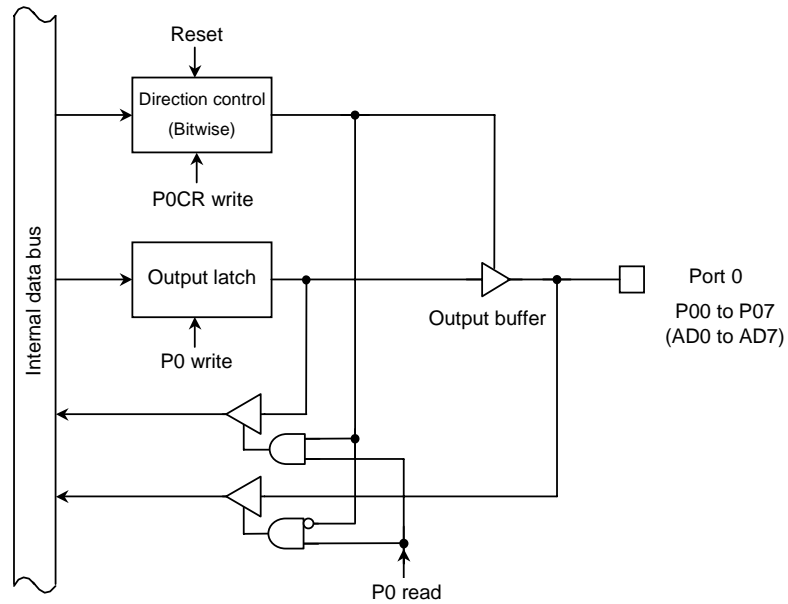 Reset
Direction control
(Bitwise)
P0CR write
Internal data bus
Output latch
P0 write
Output buffer
Port 0
P00 to P07
(AD0 to AD7)
P0 read